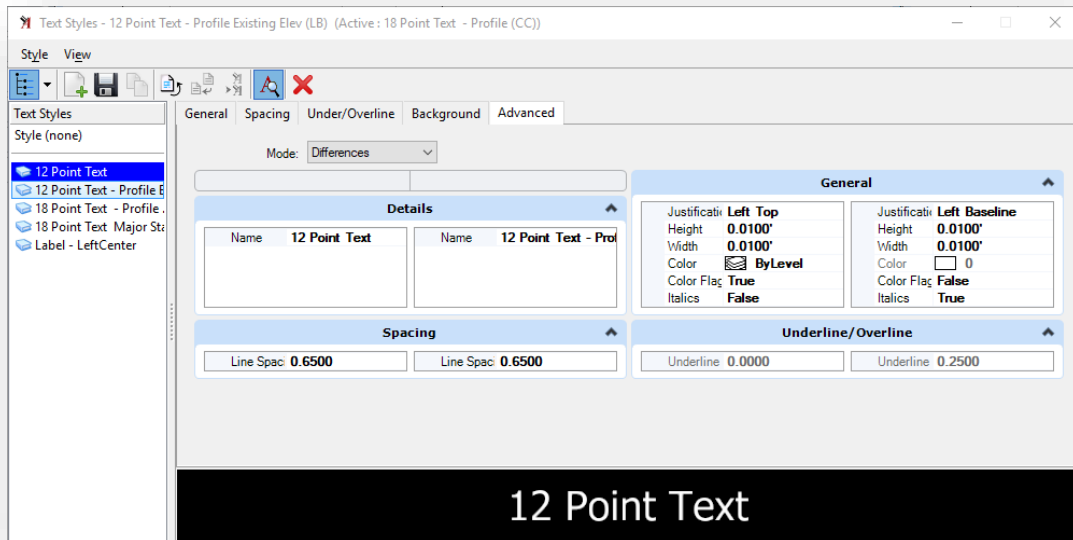 Text Styles - 12 Point Text - Profile Existing Elev (LB) (Active : 18 Point Text - Profile (CC))
Style View
Text Styles
Style (none)
12 Point Text
12 Point Text - Profile E
18 Point Text - Profile .
18 Point Text Major Sta
Label - LeftCenter
General Spacing Under/Overline Background Advanced
Mode: Differences
Details
Name 12 Point Text Name 12 Point Text - Prof
General
Justificatic Left Top Justificatic Left Baseline
Height 0.0100' Height 0.0100'
Width 0.0100' Width 0.0100'
Color ByLevel Color 0
Color Flag True Color Flag False
Italics False Italics True
Spacing
Line Spaci 0.6500 Line Spaci 0.6500
Underline/Overline
Underline 0.0000 Underline 0.2500
12 Point Text